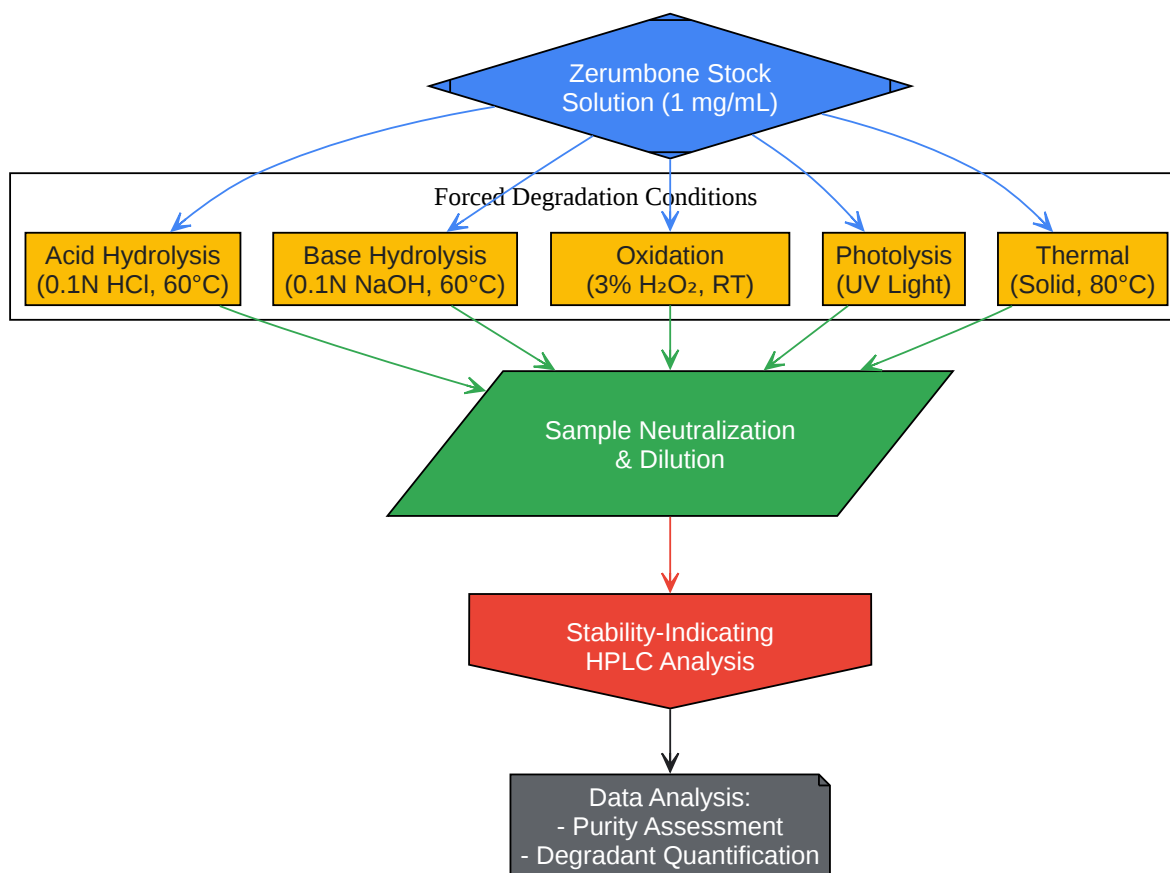 Zerumbone Stock
Solution (1 mg/mL)
Forced Degradation Conditions
Acid Hydrolysis
(0.1N HCl, 60°C)
Base Hydrolysis
(0.1N NaOH, 60°C)
Oxidation
(3% H₂O₂, RT)
Photolysis
(UV Light)
Thermal
(Solid, 80°C)
Sample Neutralization
& Dilution
Stability-Indicating
HPLC Analysis
Data Analysis:
- Purity Assessment
- Degradant Quantification